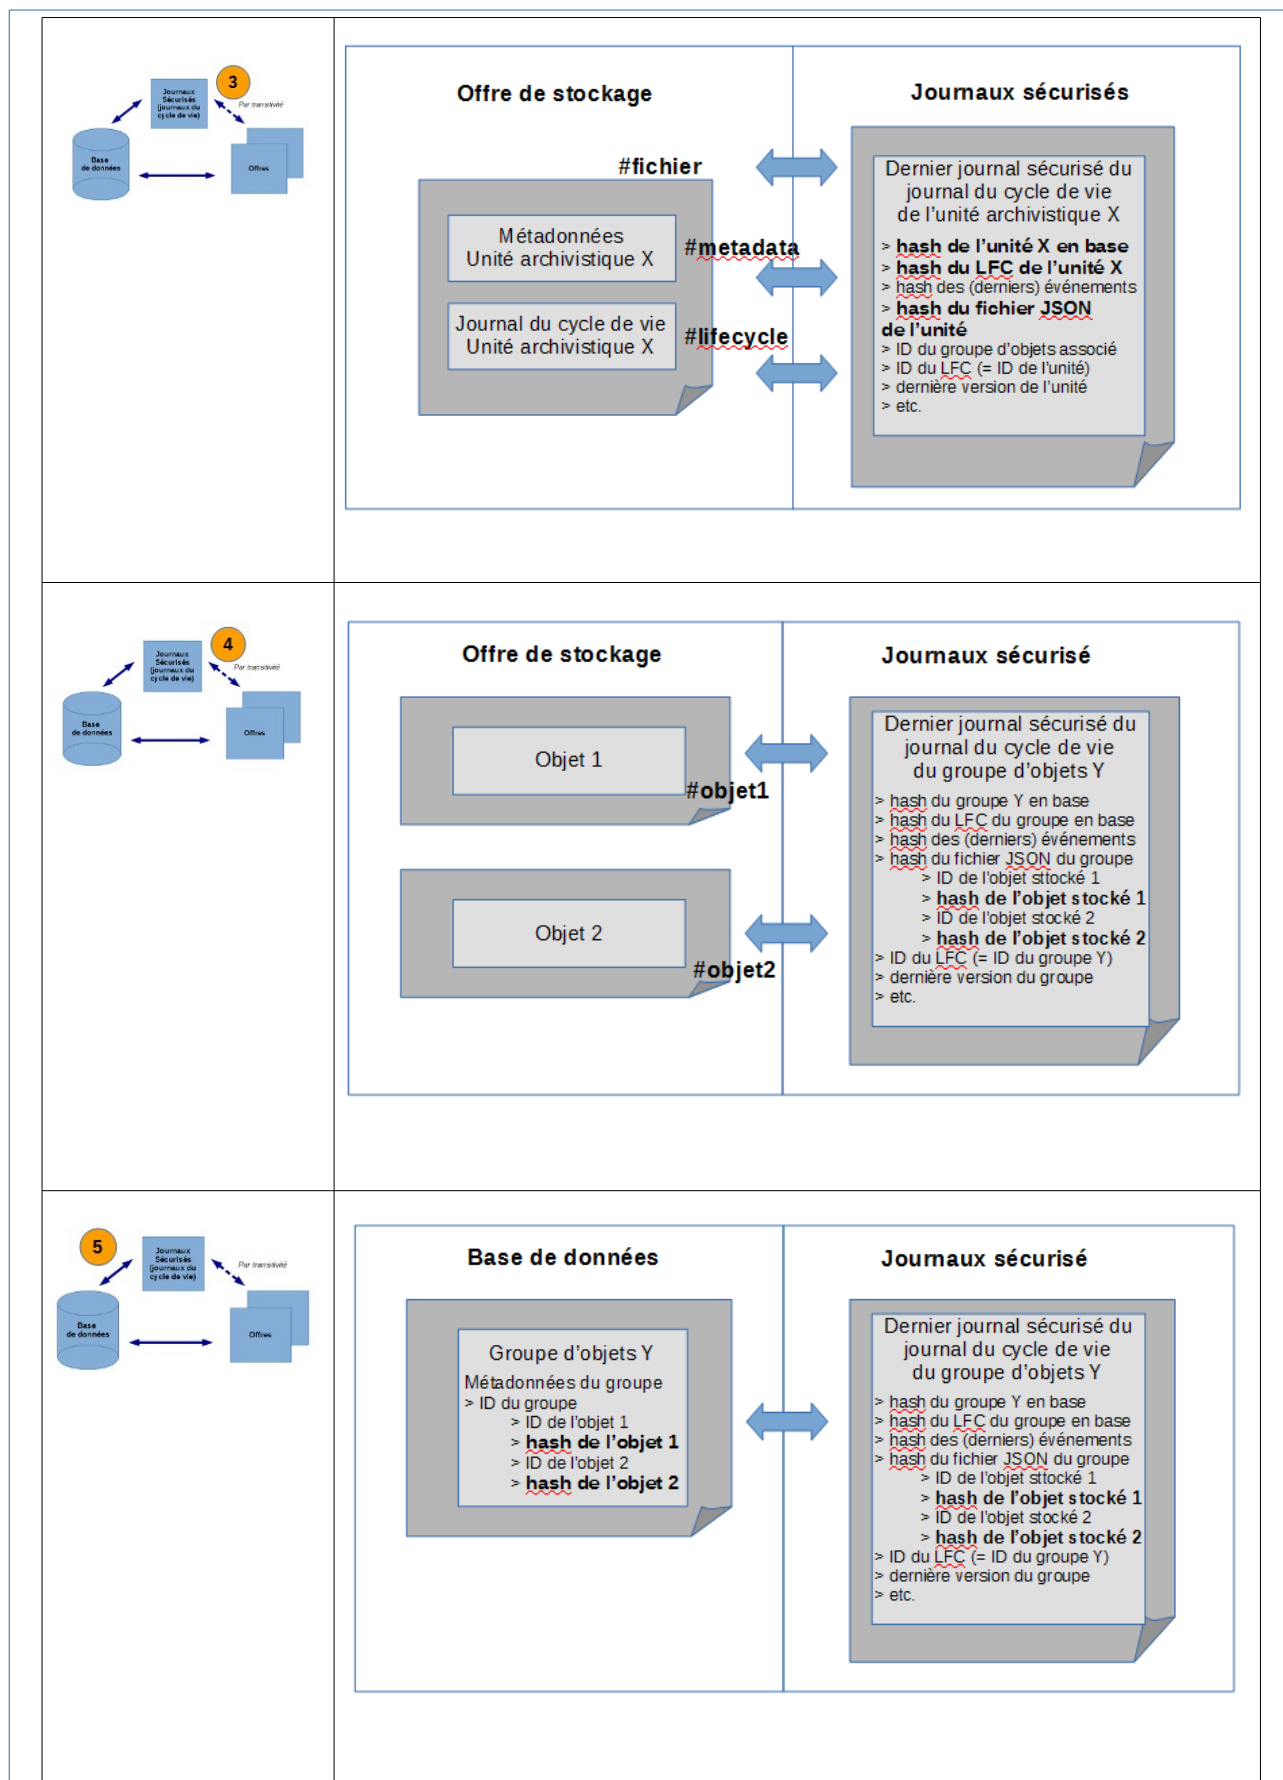 3
Journaux
Sécurisés
(journaux du
cycle de vie)
Par transitivité
Base
de données
Offres
Offre de stockage
Journaux sécurisés
#fichier
Métadonnées
Unité archivistique X
#metadata
Journal du cycle de vie
Unité archivistique X
#lifecycle
Dernier journal sécurisé du
journal du cycle de vie
de l'unité archivistique X
> hash de l'unité X en base
> hash du LFC de l'unité X
> hash des (derniers) événements
> hash du fichier JSON
de l'unité
> ID du groupe d'objets associé
> ID du LFC (= ID de l'unité)
> dernière version de l'unité
> etc.
4
Journaux
Sécurisés
(journaux du
cycle de vie)
Par transitivité
Base
de données
Offres
Offre de stockage
Journaux sécurisé
Objet 1
#objet1
Objet 2
#objet2
Dernier journal sécurisé du
journal du cycle de vie
du groupe d'objets Y
> hash du groupe Y en base
> hash du LFC du groupe en base
> hash des (derniers) événements
> hash du fichier JSON du groupe
> ID de l'objet sttocké 1
> hash de l'objet stocké 1
> ID de l'objet stocké 2
> hash de l'objet stocké 2
> ID du LFC (= ID du groupe Y)
> dernière version du groupe
> etc.
5
Journaux
Sécurisés
(journaux du
cycle de vie)
Par transitivité
Base
de données
Offres
Base de données
Journaux sécurisé
Groupe d'objets Y
Métadonnées du groupe
> ID du groupe
> ID de l'objet 1
> hash de l'objet 1
> ID de l'objet 2
> hash de l'objet 2
Dernier journal sécurisé du
journal du cycle de vie
du groupe d'objets Y
> hash du groupe Y en base
> hash du LFC du groupe en base
> hash des (derniers) événements
> hash du fichier JSON du groupe
> ID de l'objet sttocké 1
> hash de l'objet stocké 1
> ID de l'objet stocké 2
> hash de l'objet stocké 2
> ID du LFC (= ID du groupe Y)
> dernière version du groupe
> etc.